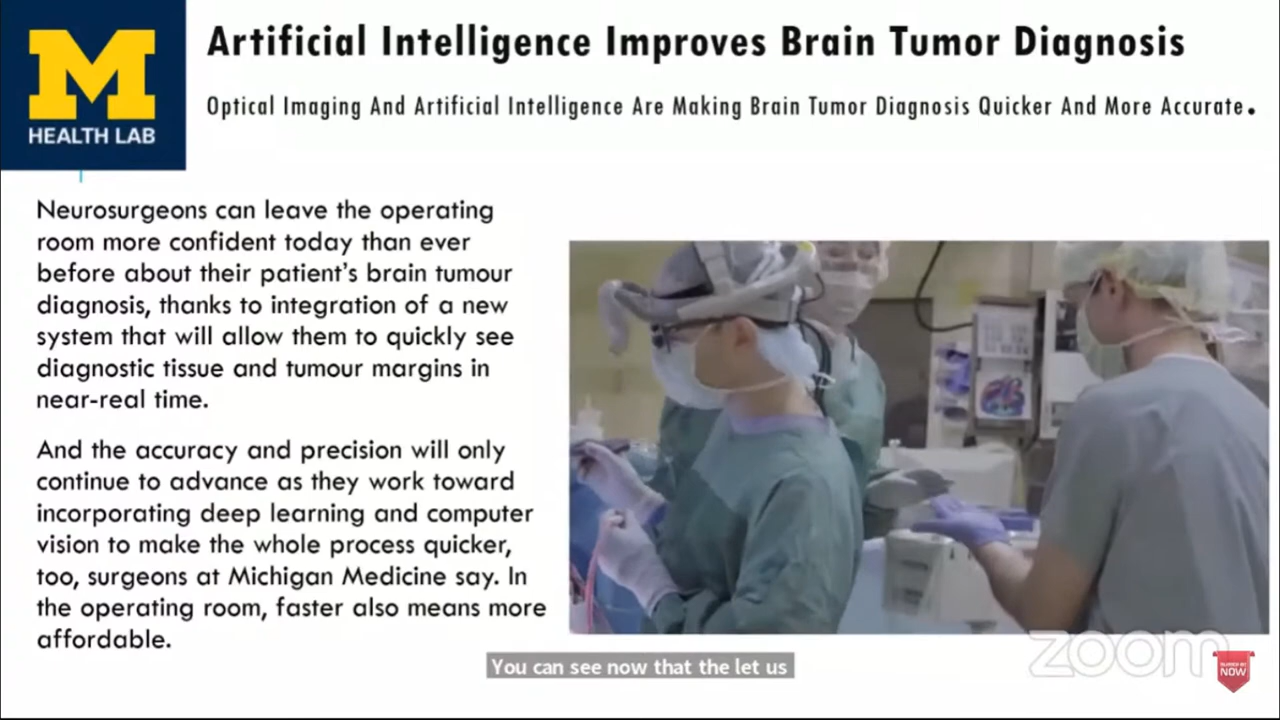 M
HEALTH LAB
Artificial Intelligence Improves Brain Tumor Diagnosis
Optical Imaging And Artificial Intelligence Are Making Brain Tumor Diagnosis Quicker And More Accurate.
Neurosurgeons can leave the operating
room more confident today than ever
before about their patient’s brain tumour
diagnosis, thanks to integration of a new
system that will allow them to quickly see
diagnostic tissue and tumour margins in
near-real time.
And the accuracy and precision will only
continue to advance as they work toward
incorporating deep learning and computer
vision to make the whole process quicker,
too, surgeons at Michigan Medicine say. In
the operating room, faster also means more
affordable.
You can see now that the let us
zoom
NOW